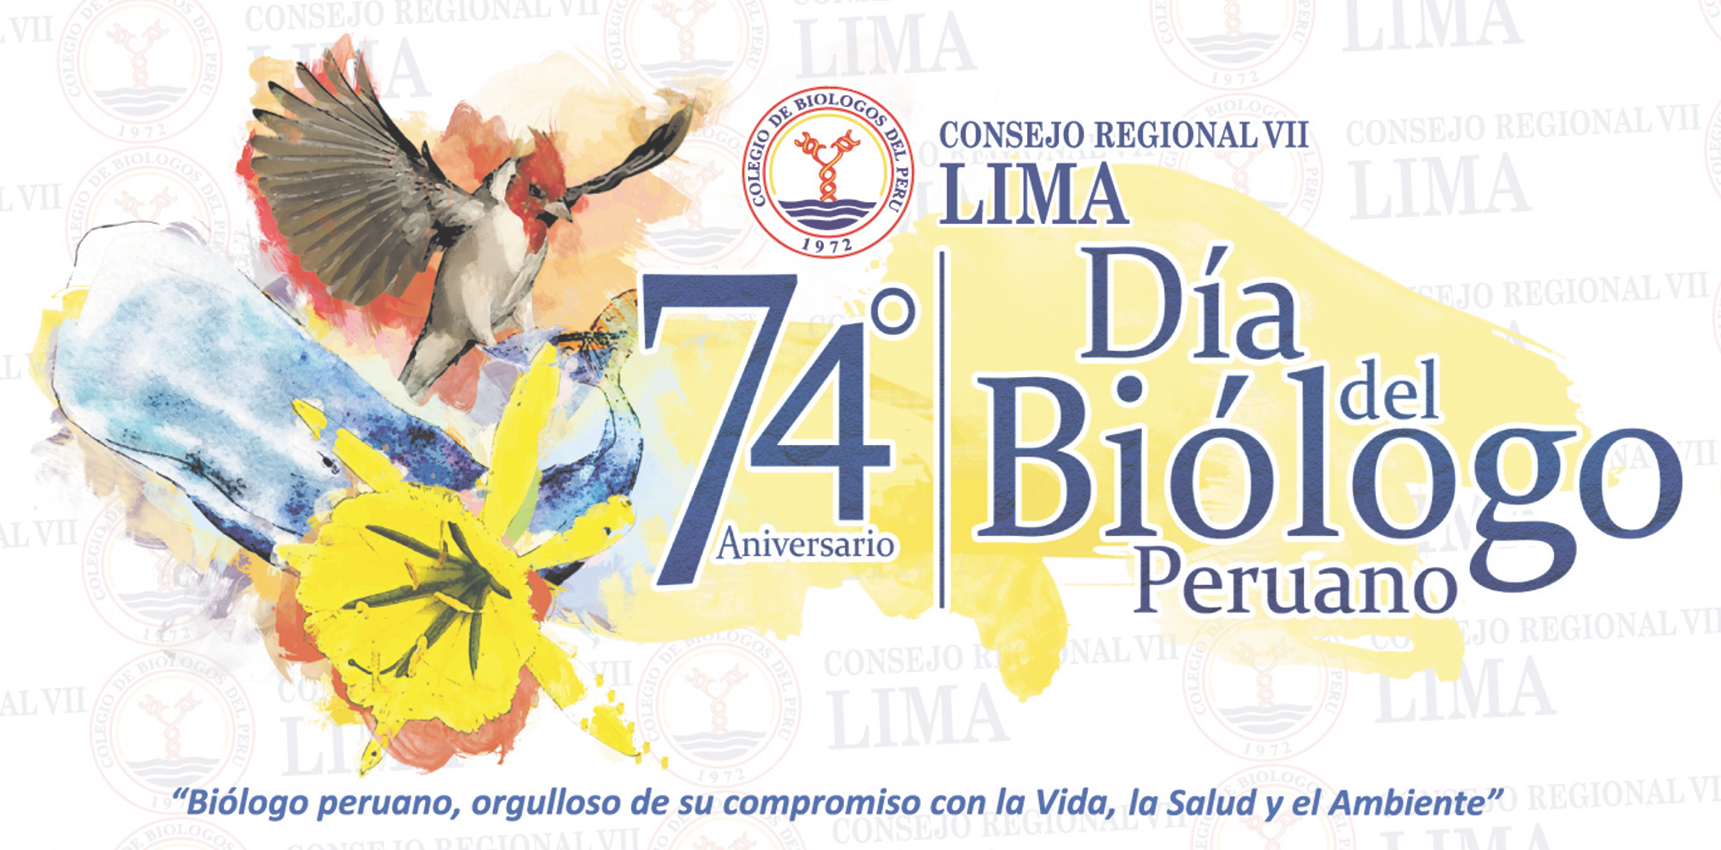 COLEGIO DE BIOLOGOS DEL PERU
1972
CONSEJO REGIONAL VII
LIMA
74°
Aniversario
Día
del
Biólogo
Peruano
“Biólogo peruano, orgulloso de su compromiso con la Vida, la Salud y el Ambiente”